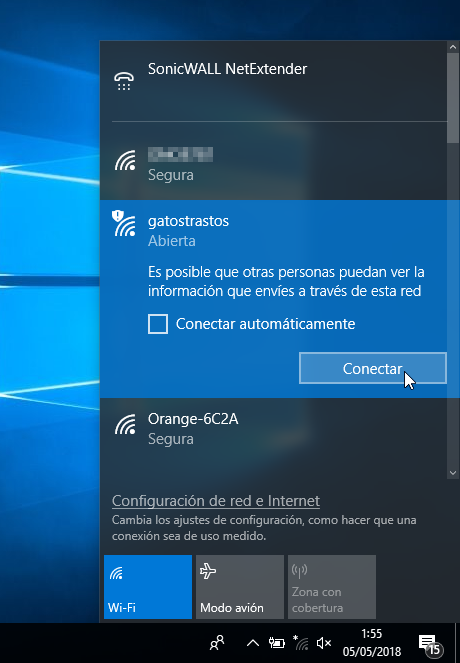 SonicWALL NetExtender
Segura
gatostrastos
Abierta
Es posible que otras personas puedan ver la
información que envíes a través de esta red
Conectar automáticamente
Conectar
Orange-6C2A
Segura
Configuración de red e Internet
Cambia los ajustes de configuración, como hacer que una
conexión sea de uso medido.
Wi-Fi
Modo avión
Zona con
cobertura
1:55
05/05/2018
15